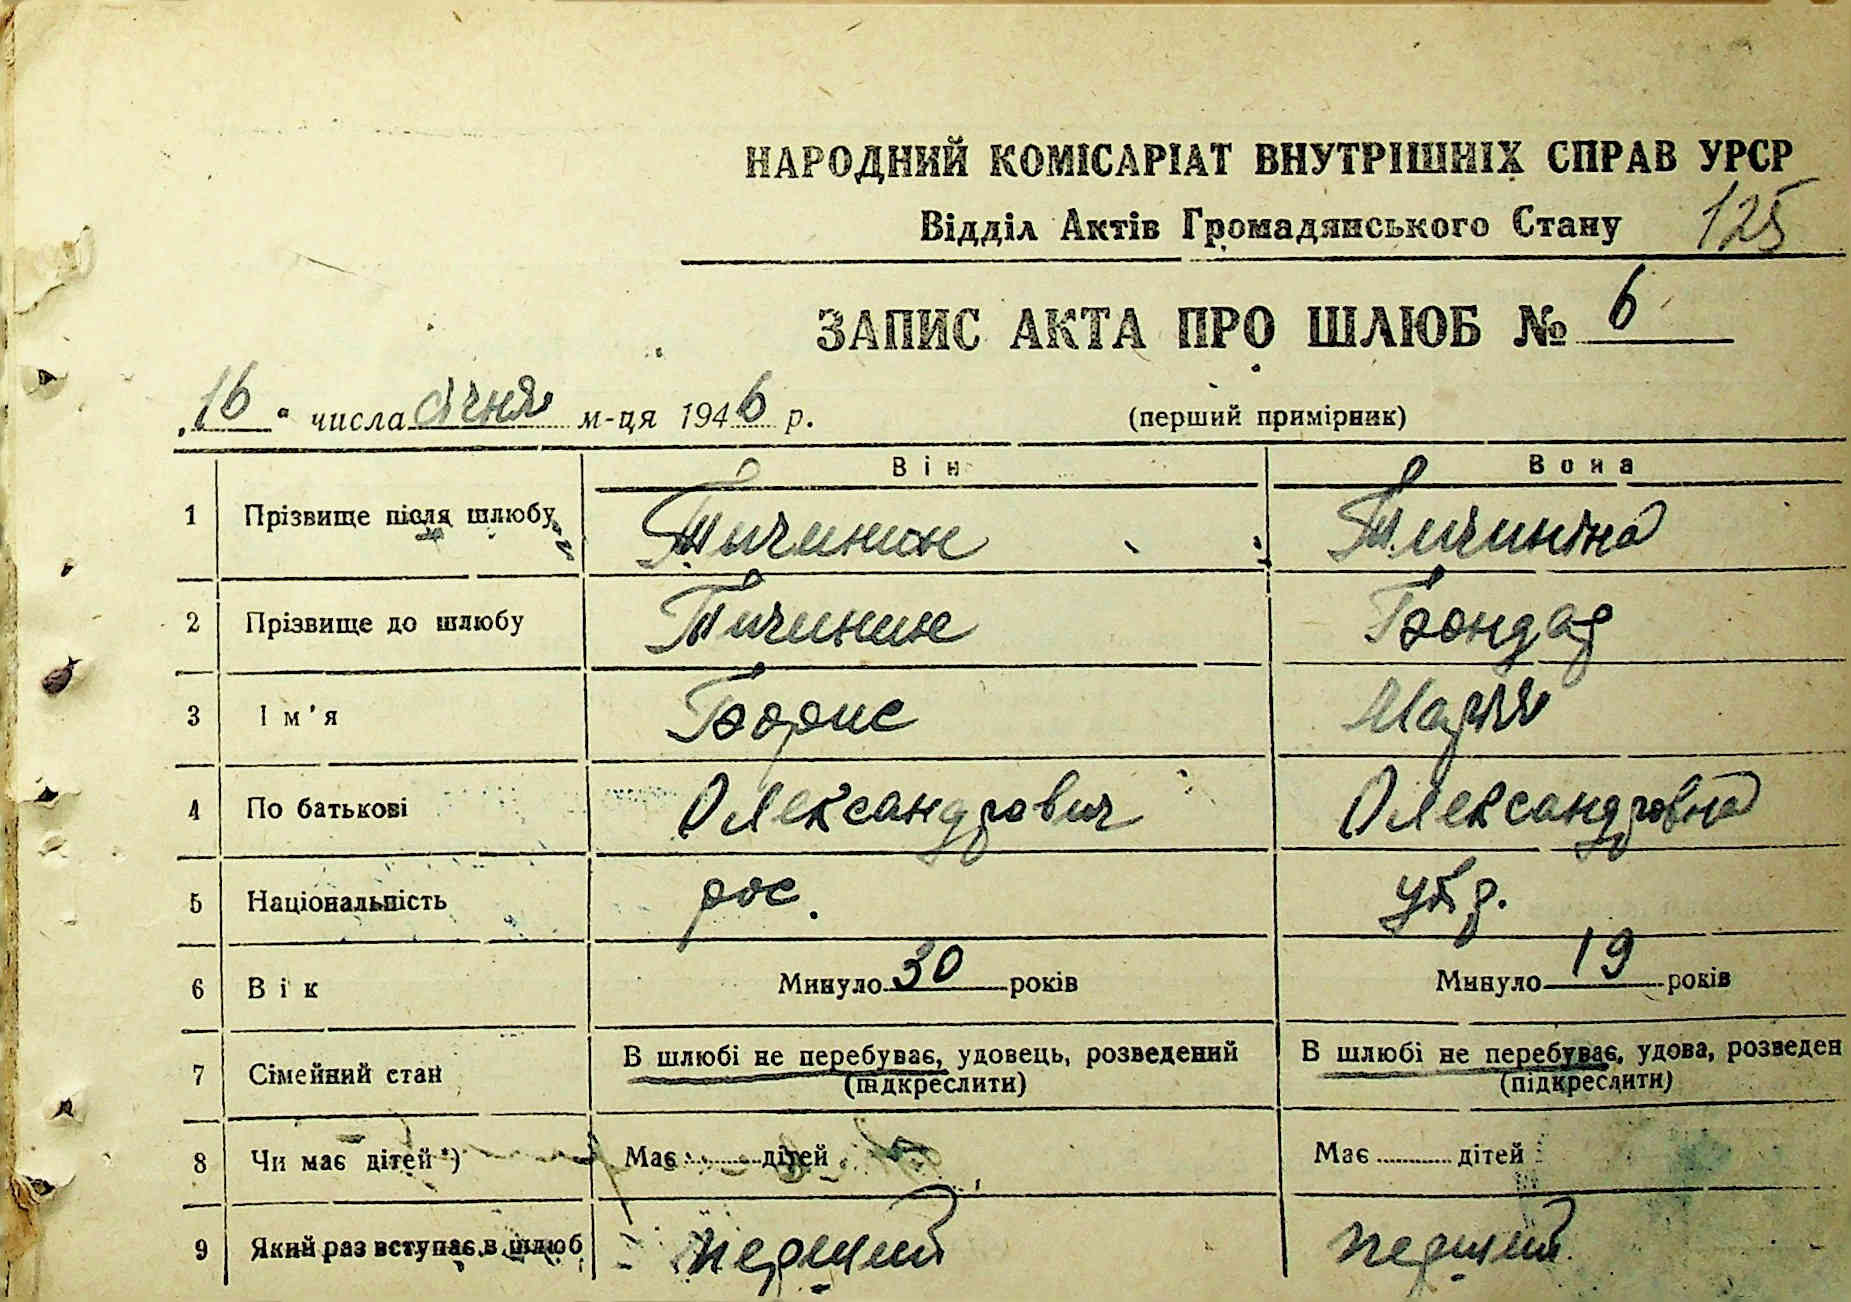 НАРОДНИЙ КОМІСАРІАТ ВНУТРІШНІХ СПРАВ УРСР
Відділ Актів Громадянського Стану 125
ЗАПИС АКТА ПРО ШЛЮБ № 6
„16" числа січня м-ця 1946 р. (перший примірник)
Він Вона
1 Прізвище після шлюбу Тичинин Тичиніна
2 Прізвище до шлюбу Тичинин Бондар
3 Ім'я Борис Марія
4 По батькові Олександрович Олександровна
5 Національність рос. укр.
6 Вік Минуло 30 років Минуло 19 років
7 Сімейний стан В шлюбі не перебуває, удовець, розведений В шлюбі не перебуває, удова, розведен
(підкреслити) (підкреслити)
8 Чи має дітей*) Має дітей Має дітей
9 Який раз вступає в шлюб перший перший